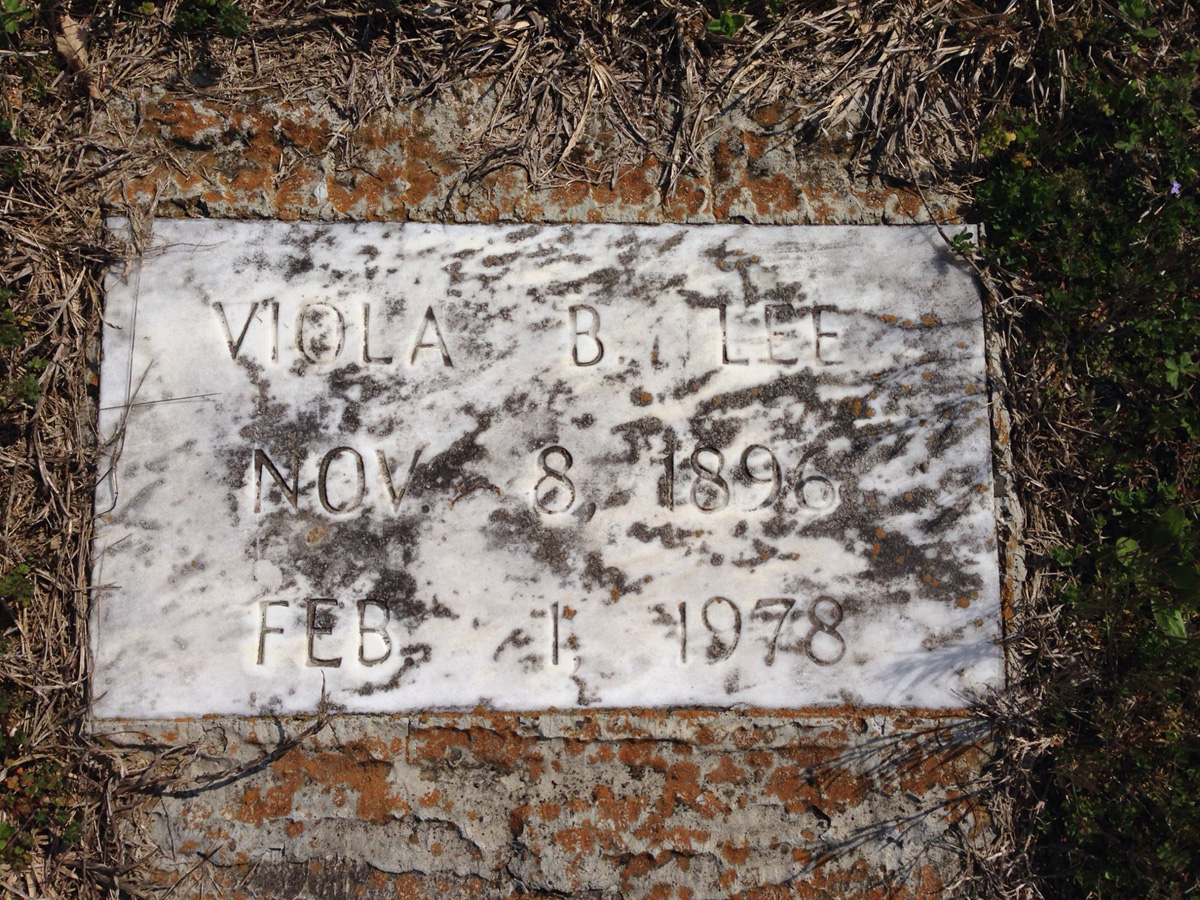 VIOLA B. LEE
NOV 8, 1896
FEB 1, 1978